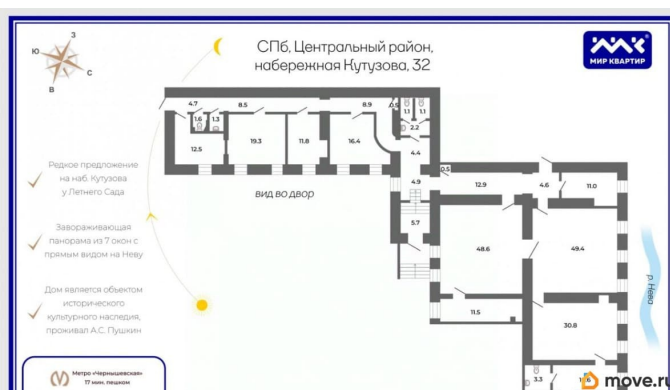 СПб, Центральный район,
набережная Кутузова, 32
МИР КВАРТИР
З
Ю
С
В
4.7
8.5
8.9
0.5
1.1
1.1
1.6
1.3
2.2
12.5
19.3
11.8
16.4
4.4
4.9
0.5
12.9
4.6
11.0
вид во двор
5.7
48.6
49.4
р. Нева
11.5
30.8
3.3
Редкое предложение
на наб. Кутузова
у Летнего Сада
Завораживающая
панорама из 7 окон с
прямым видом на Неву
Дом является объектом
исторического
культурного наследия,
проживал А.С. Пушкин
Метро «Чернышевская»
17 мин. пешком
move.ru